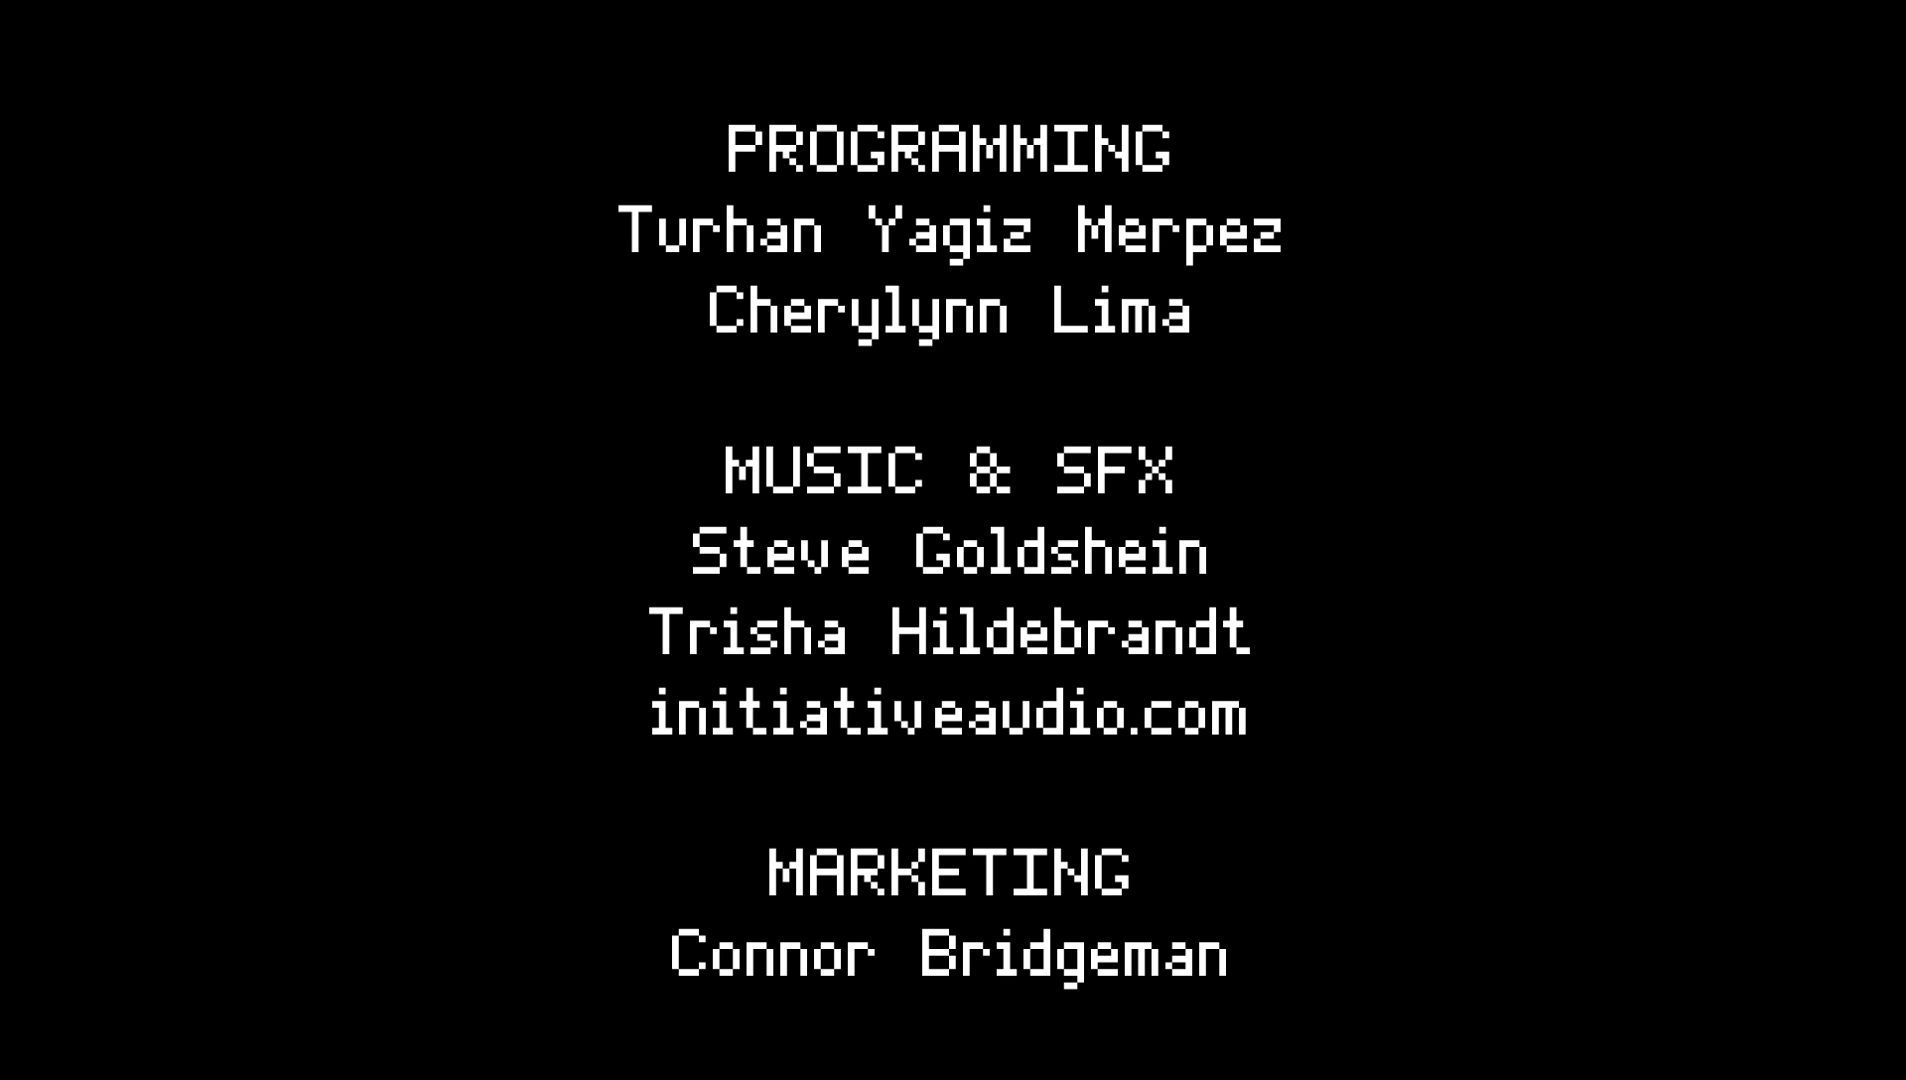 PROGRAMMING
Turhan Yagiz Merpez
Cherylynn Lima
MUSIC & SFX
Steve Goldshein
Trisha Hildebrandt
initiativeaudio.com
MARKETING
Connor Bridgeman